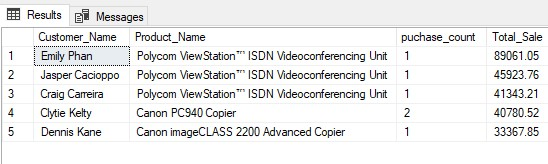 Results Messages
Customer_Name Product_Name puchase_count Total_Sale
1 Emily Phan Polycom ViewStation™ ISDN Videoconferencing Unit 1 89061.05
2 Jasper Cacioppo Polycom ViewStation™ ISDN Videoconferencing Unit 1 45923.76
3 Craig Carreira Polycom ViewStation™ ISDN Videoconferencing Unit 1 41343.21
4 Clytie Kelty Canon PC940 Copier 2 40780.52
5 Dennis Kane Canon imageCLASS 2200 Advanced Copier 1 33367.85